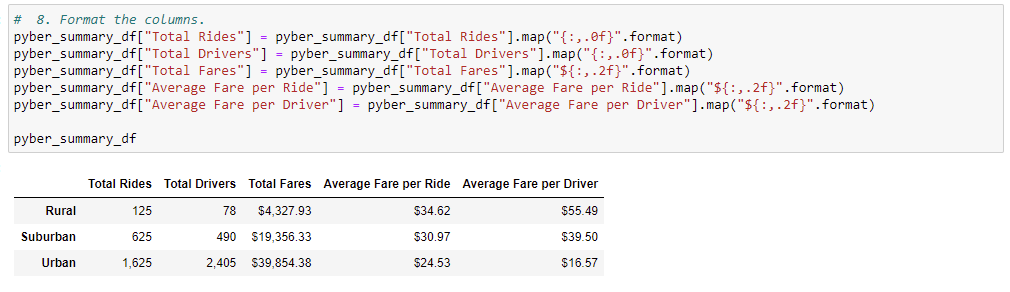 # 8. Format the columns.
pyber_summary_df["Total Rides"] = pyber_summary_df["Total Rides"].map("{:,.0f}".format)
pyber_summary_df["Total Drivers"] = pyber_summary_df["Total Drivers"].map("{:,.0f}".format)
pyber_summary_df["Total Fares"] = pyber_summary_df["Total Fares"].map("${:,.2f}".format)
pyber_summary_df["Average Fare per Ride"] = pyber_summary_df["Average Fare per Ride"].map("${:,.2f}".format)
pyber_summary_df["Average Fare per Driver"] = pyber_summary_df["Average Fare per Driver"].map("${:,.2f}".format)
pyber_summary_df
Total Rides Total Drivers Total Fares Average Fare per Ride Average Fare per Driver
Rural 125 78 $4,327.93 $34.62 $55.49
Suburban 625 490 $19,356.33 $30.97 $39.50
Urban 1,625 2,405 $39,854.38 $24.53 $16.57